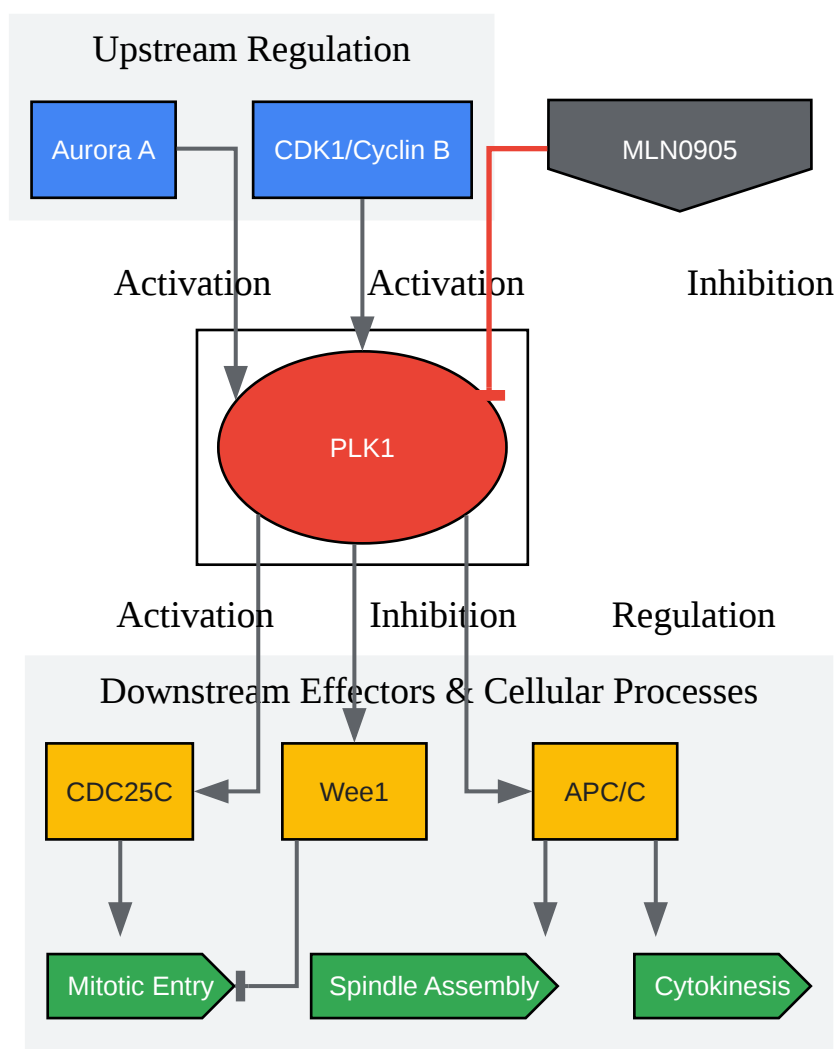 Upstream Regulation
Aurora A
CDK1/Cyclin B
MLN0905
Activation
Activation
Inhibition
PLK1
Activation
Inhibition
Regulation
Downstream Effectors & Cellular Processes
CDC25C
Wee1
APC/C
Mitotic Entry
Spindle Assembly
Cytokinesis